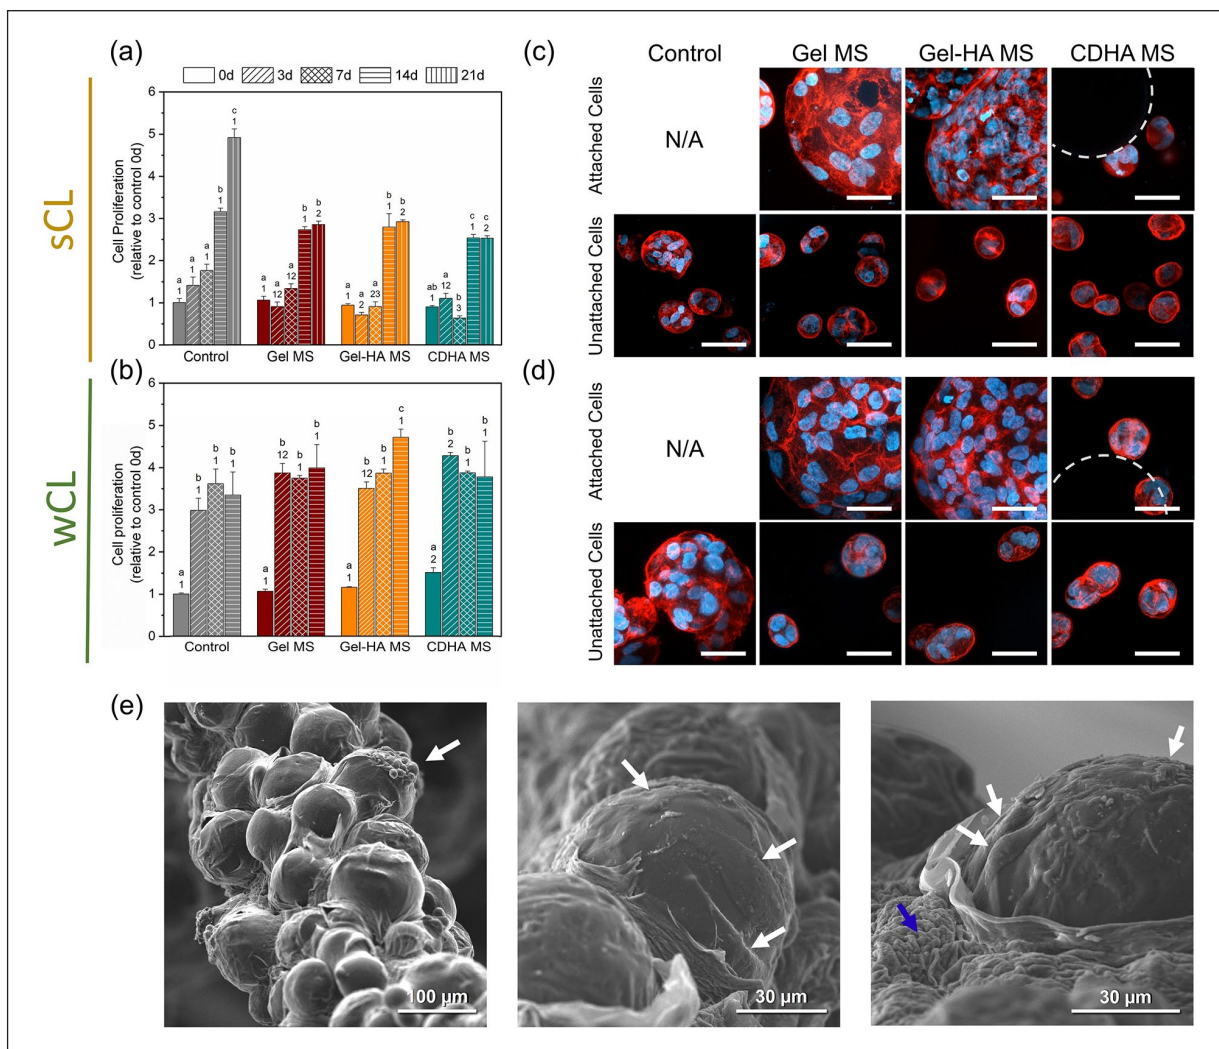 (a)
0d 3d 7d 14d 21d
sCL
Cell Proliferation
(relative to control 0d)
6
5
4
3
2
1
0
a
1
a
1
a
1
b
1
c
1
a
1
a
12
a
12
b
1
b
2
a
1
a
2
a
23
b
1
b
2
ab
1
a
12
b
3
c
1
c
2
Control Gel MS Gel-HA MS CDHA MS
(b)
wCL
Cell proliferation
(relative to control 0d)
6
5
4
3
2
1
0
a
1
b
1
b
1
b
1
a
1
b
12
b
1
b
1
a
1
b
12
b
1
c
1
a
2
b
2
b
1
b
1
Control Gel MS Gel-HA MS CDHA MS
(c)
Control Gel MS Gel-HA MS CDHA MS
Attached Cells
N/A
Unattached Cells
(d)
Attached Cells
N/A
Unattached Cells
(e)
100 µm
30 µm
30 µm